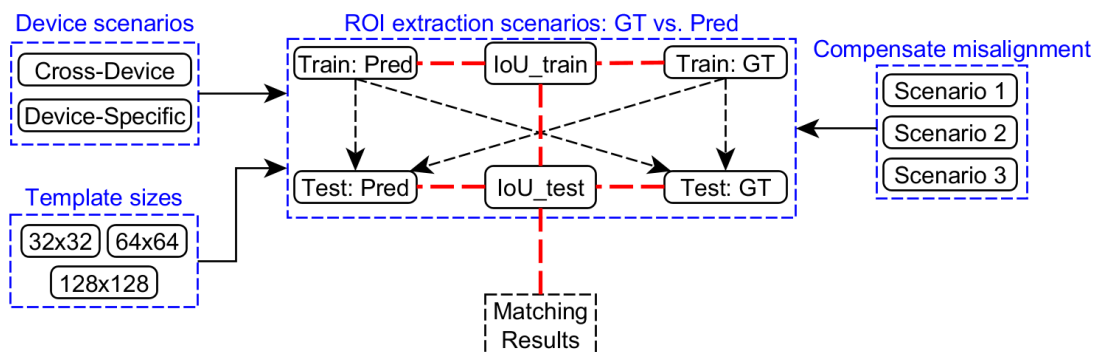 Device scenarios
Cross-Device
Device-Specific
Template sizes
32x32 64x64
128x128
ROI extraction scenarios: GT vs. Pred
Train: Pred IoU_train Train: GT
Test: Pred IoU_test Test: GT
Matching
Results
Compensate misalignment
Scenario 1
Scenario 2
Scenario 3